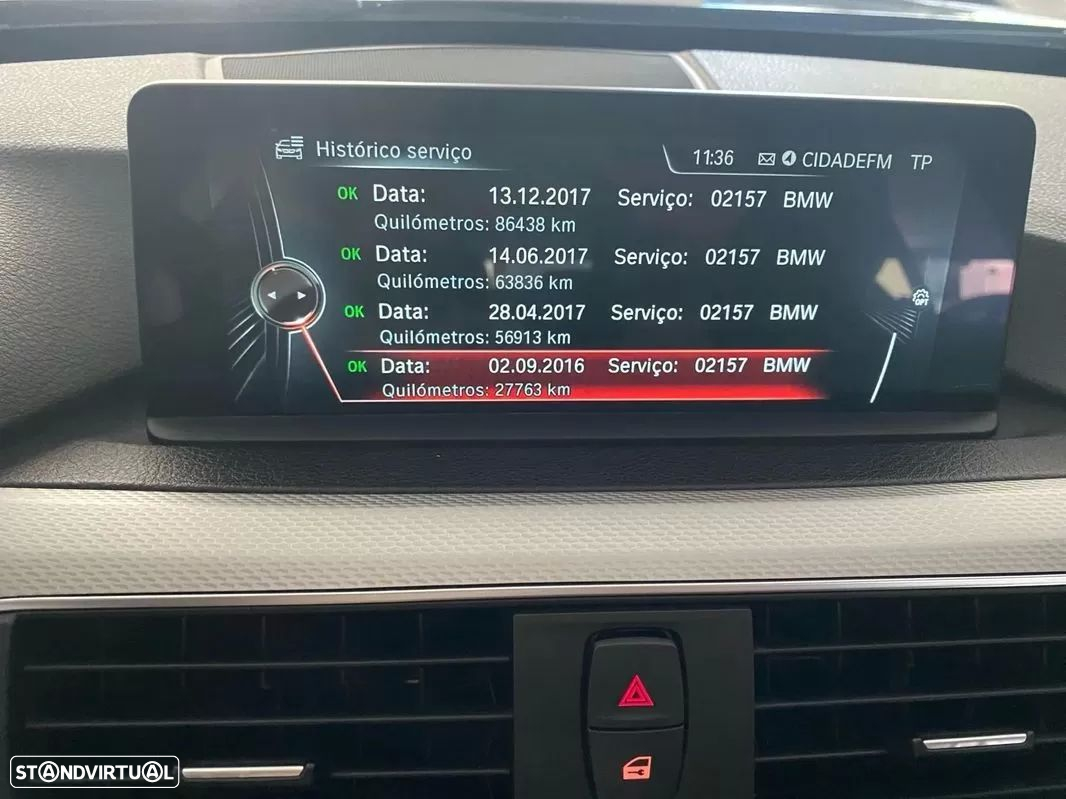 Histórico serviço
11:36 CIDADEFM TP
OK Data: 13.12.2017 Serviço: 02157 BMW
Quilómetros: 86438 km
OK Data: 14.06.2017 Serviço: 02157 BMW
Quilómetros: 63836 km
OK Data: 28.04.2017 Serviço: 02157 BMW
Quilómetros: 56913 km
OK Data: 02.09.2016 Serviço: 02157 BMW
Quilómetros: 27763 km
OPT
STANDVIRTUAL